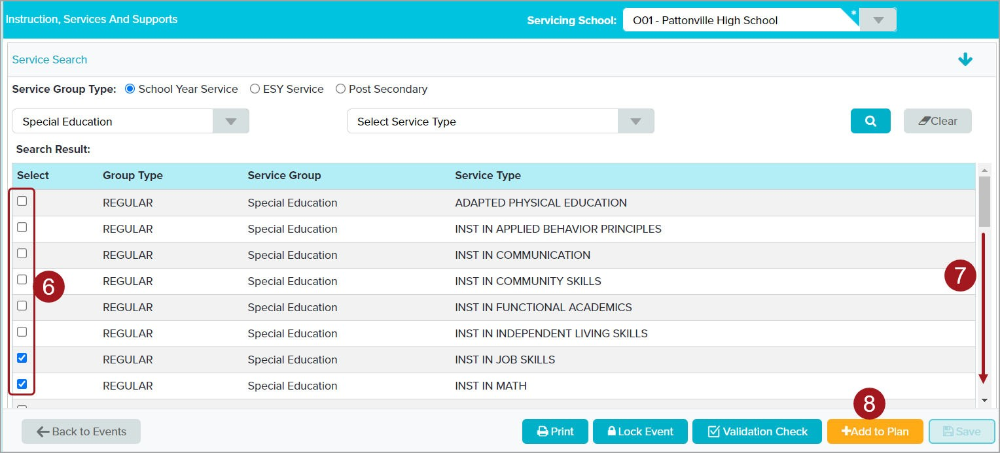 Instruction, Services And Supports
Servicing School: O01 - Pattonville High School *
Service Search
Service Group Type: School Year Service ESY Service Post Secondary
Special Education Select Service Type Clear
Search Result:
Select Group Type Service Group Service Type
REGULAR Special Education ADAPTED PHYSICAL EDUCATION
REGULAR Special Education INST IN APPLIED BEHAVIOR PRINCIPLES
REGULAR Special Education INST IN COMMUNICATION
REGULAR Special Education INST IN COMMUNITY SKILLS
6
7
REGULAR Special Education INST IN FUNCTIONAL ACADEMICS
REGULAR Special Education INST IN INDEPENDENT LIVING SKILLS
REGULAR Special Education INST IN JOB SKILLS
REGULAR Special Education INST IN MATH
8
Back to Events Print Lock Event Validation Check +Add to Plan Save